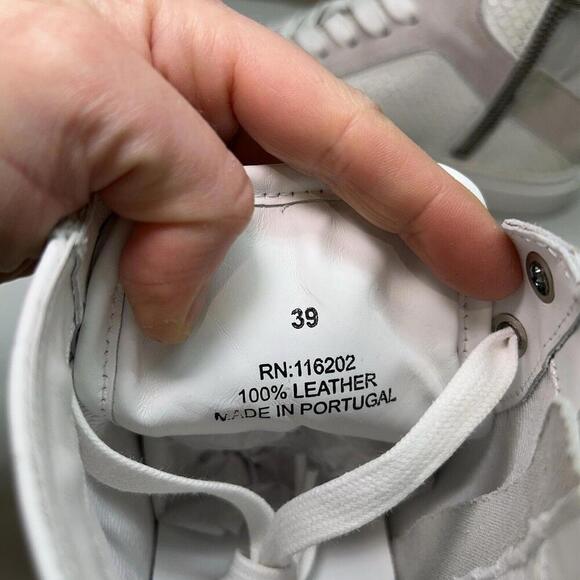 39
RN:116202
100% LEATHER
MADE IN PORTUGAL